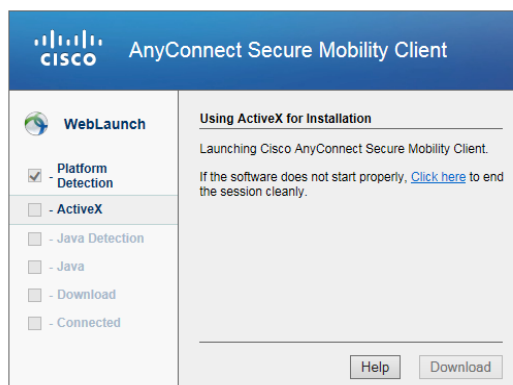 CISCO
AnyConnect Secure Mobility Client
WebLaunch
- Platform
Detection
- ActiveX
- Java Detection
- Java
- Download
- Connected
Using ActiveX for Installation
Launching Cisco AnyConnect Secure Mobility Client.
If the software does not start properly, Click here to end
the session cleanly.
Help
Download